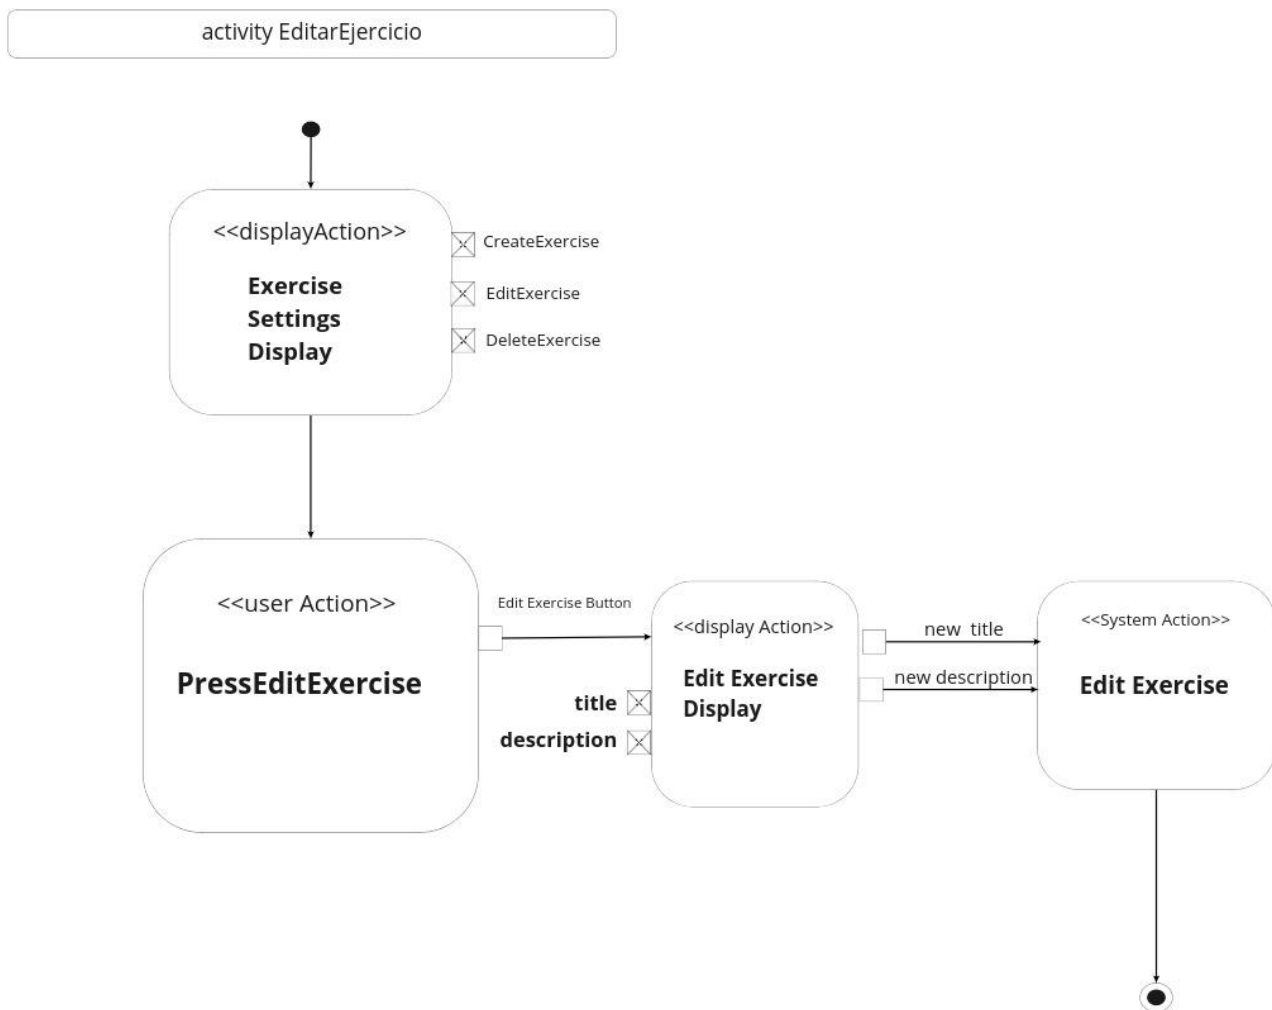 activity EditarEjercicio
<<displayAction>>
CreateExercise
Exercise
EditExercise
Settings
DeleteExercise
Display
<<user Action>>
Edit Exercise Button
PressEditExercise
title
description
<<display Action>>
Edit Exercise
Display
new title
new description
<<System Action>>
Edit Exercise